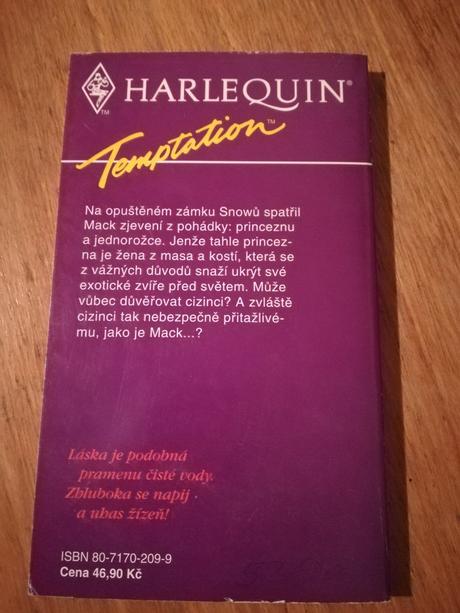 HARLEQUIN®
TM
Temptation™
Na opuštěném zámku Snowů spatřil
Mack zjevení z pohádky: princeznu
a jednorožce. Jenže tahle princez-
na je žena z masa a kostí, která se
z vážných důvodů snaží ukrýt své
exotické zvíře před světem. Může
vůbec důvěřovat cizinci? A zvláště
cizinci tak nebezpečně přitažlivé-
mu, jako je Mack...?
Láska je podobná
pramenu čisté vody.
Zhluboka se napij
a uhas žízeň!
ISBN 80-7170-209-9
Cena 46,90 Kč